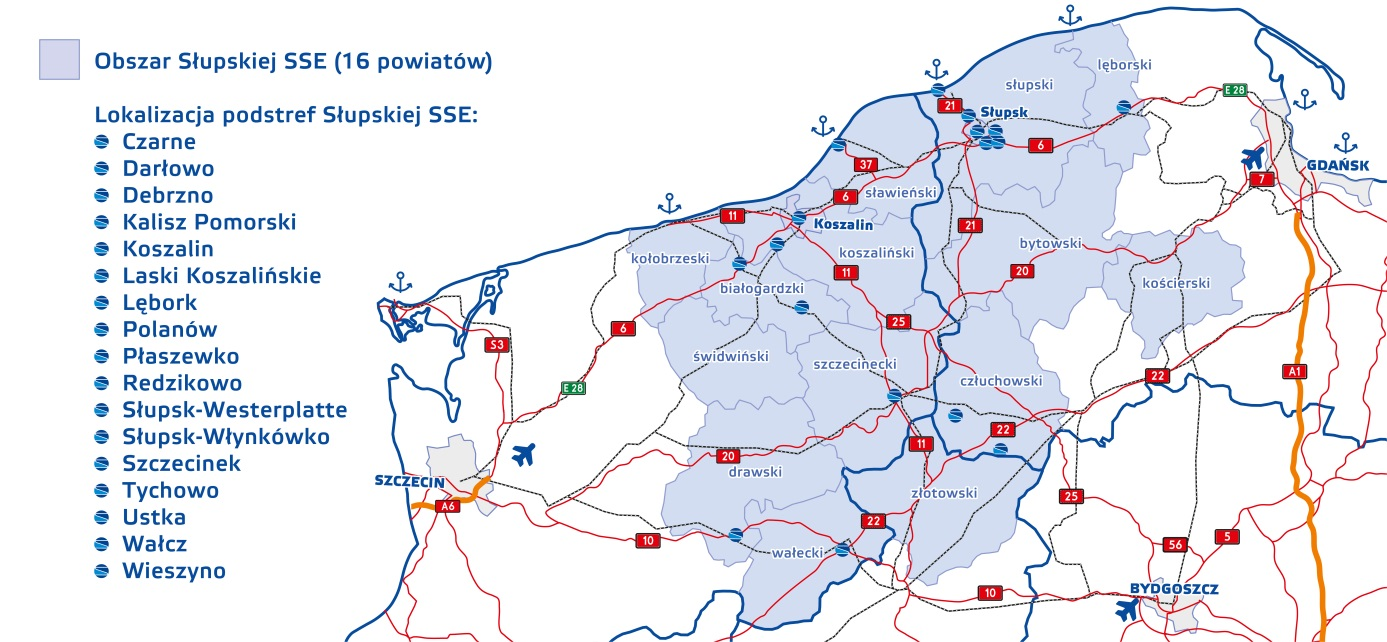 Obszar Słupskiej SSE (16 powiatów)
Lokalizacja podstref Słupskiej SSE:
Czarne
Darłowo
Debrzno
Kalisz Pomorski
Koszalin
Laski Koszalińskie
Lębork
Polanów
Płaszewko
Redzikowo
Słupsk-Westerplatte
Słupsk-Włynkówko
Szczecinek
Tychowo
Ustka
Wałcz
Wieszyno
lęborski
słupski
E 28
21
Słupsk
6
37
GDAŃSK
7
sławieński
6
11
Koszalin
21
bytowski
koszaliński
kołobrzeski
11
20
kościerski
białogardzki
25
6
S3
świdwiński
szczecinecki
A1
22
człuchowski
E 28
22
11
20
drawski
SZCZECIN
złotowski
25
A6
22
10
wałecki
S6
5
10
BYDGOSZCZ